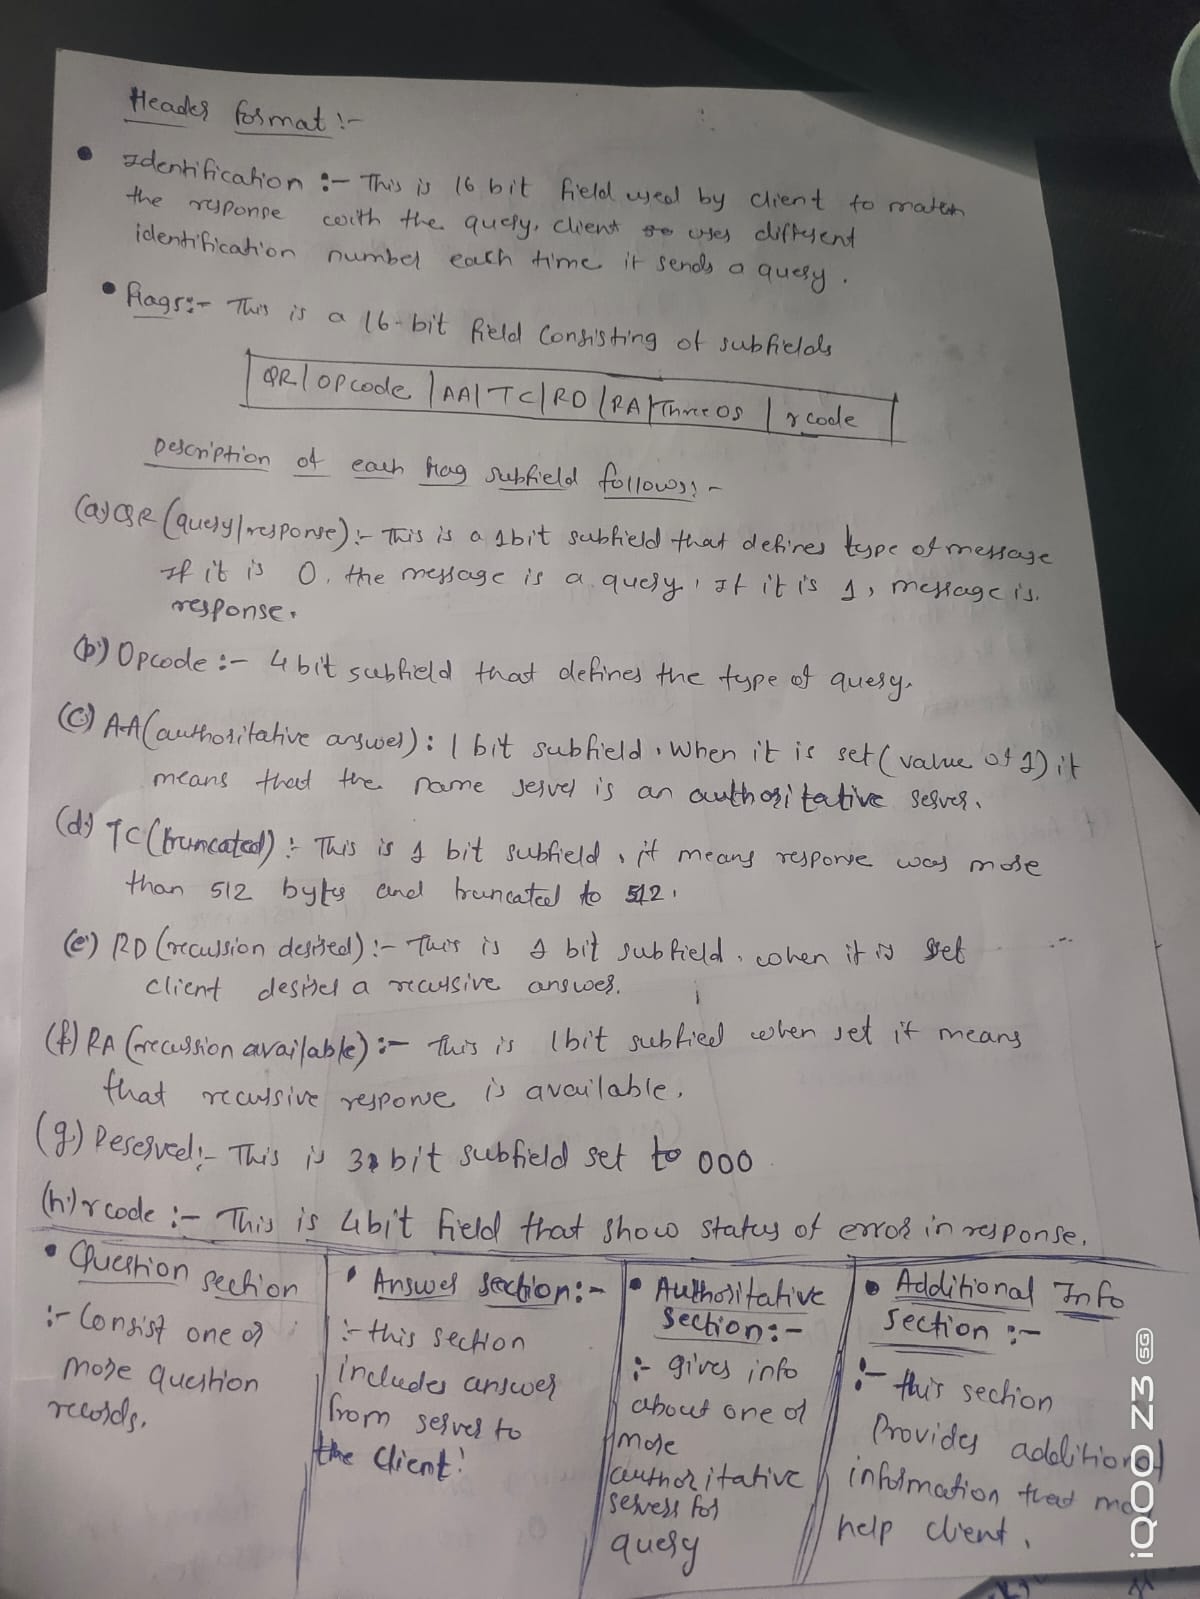 Header format :-
• Identification :- This is 16 bit field used by client to match
the response with the query, client uses different
identification number each time it sends a query.
• flags:- This is a 16-bit field Consisting of subfields
QR | OPcode | AA | TC | RD | RA | Three 0S | rcode
Description of each flag subfield follows:-
(a) QR (query/response):- This is a 1bit subfield that defines type of message
If it is 0, the message is a query, If it is 1, message is
response.
(b) Opcode :- 4 bit subfield that defines the type of query.
(c) AA (authoritative answer) : 1 bit subfield. When it is set (value of 1) it
means that the name server is an authoritative server.
(d) TC (truncated) :- This is 1 bit subfield, it means response was more
than 512 bytes and truncated to 512.
(e) RD (recursion desired) :- This is 1 bit subfield. when it is set
client desires a recursive answer.
(f) RA (recursion available) :- This is 1bit subfied when set it means
that recursive response is available.
(g) Reserved:- This is 3 bit subfield set to 000
(h) rcode :- This is 4bit field that show status of error in response.
• Question section
:- Consist one or
more question
records.
• Answer section:-
:- this section
includes answer
from server to
the Client.
• Authoritative
Section:-
:- gives info
about one or
more
authoritative
servers for
query
• Additional Info
Section :-
:- this section
Provides additional
information that may
help client.
iQOO Z3 5G